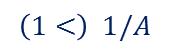 (1 <) 1/A